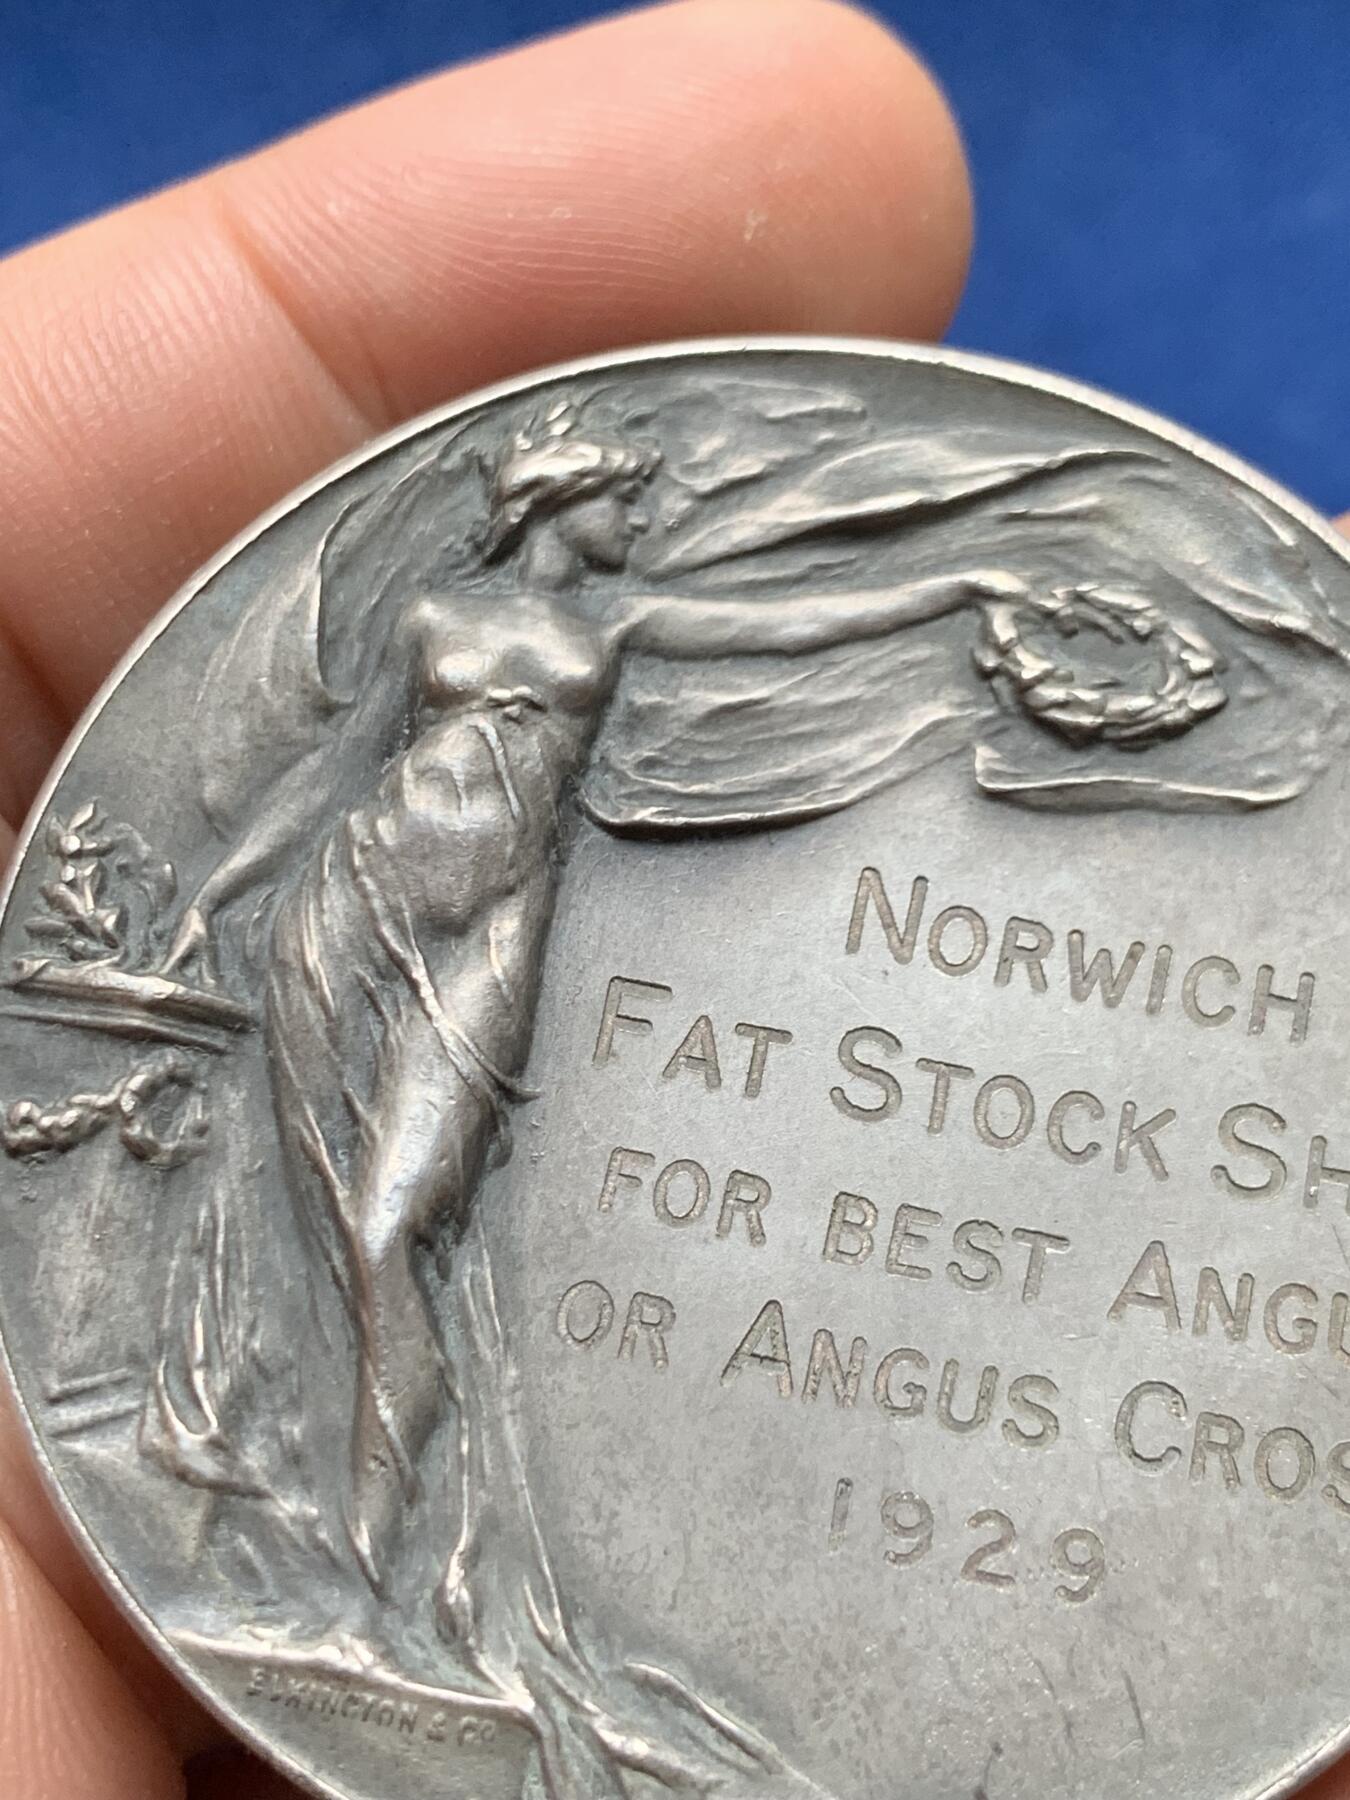 NORWICH
FAT STOCK SH
FOR BEST ANGU
OR ANGUS CROS
1929
ELKINGTON & CO